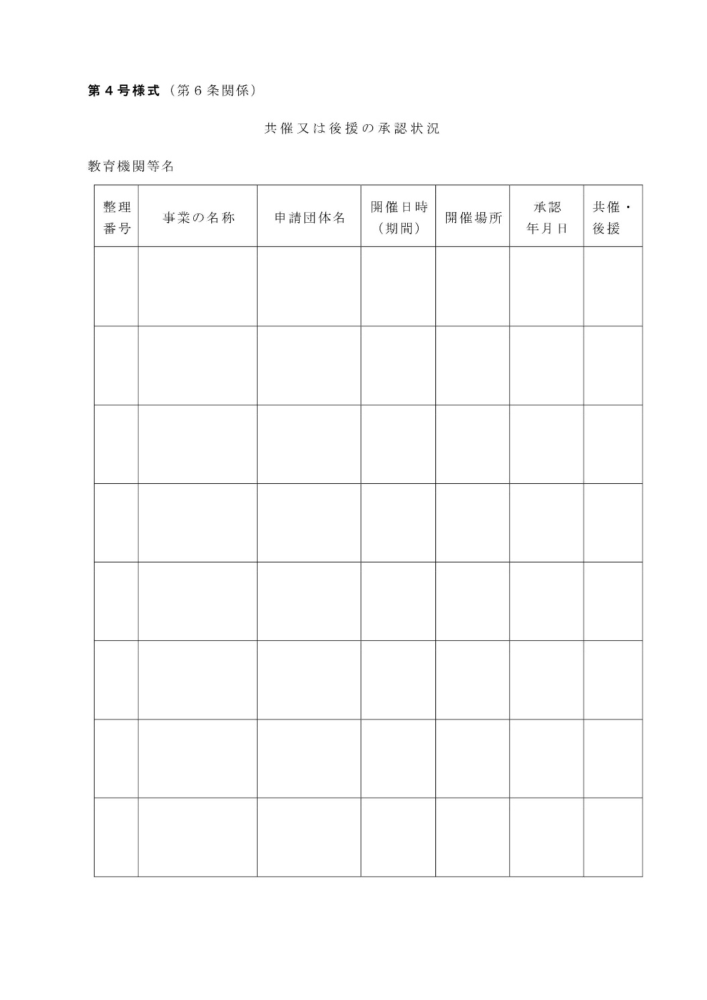 第4号様式（第6条関係）
共催又は後援の承認状況
教育機関等名
整理
番号
事業の名称
申請団体名
開催日時
（期間）
開催場所
承認
年月日
共催・
後援